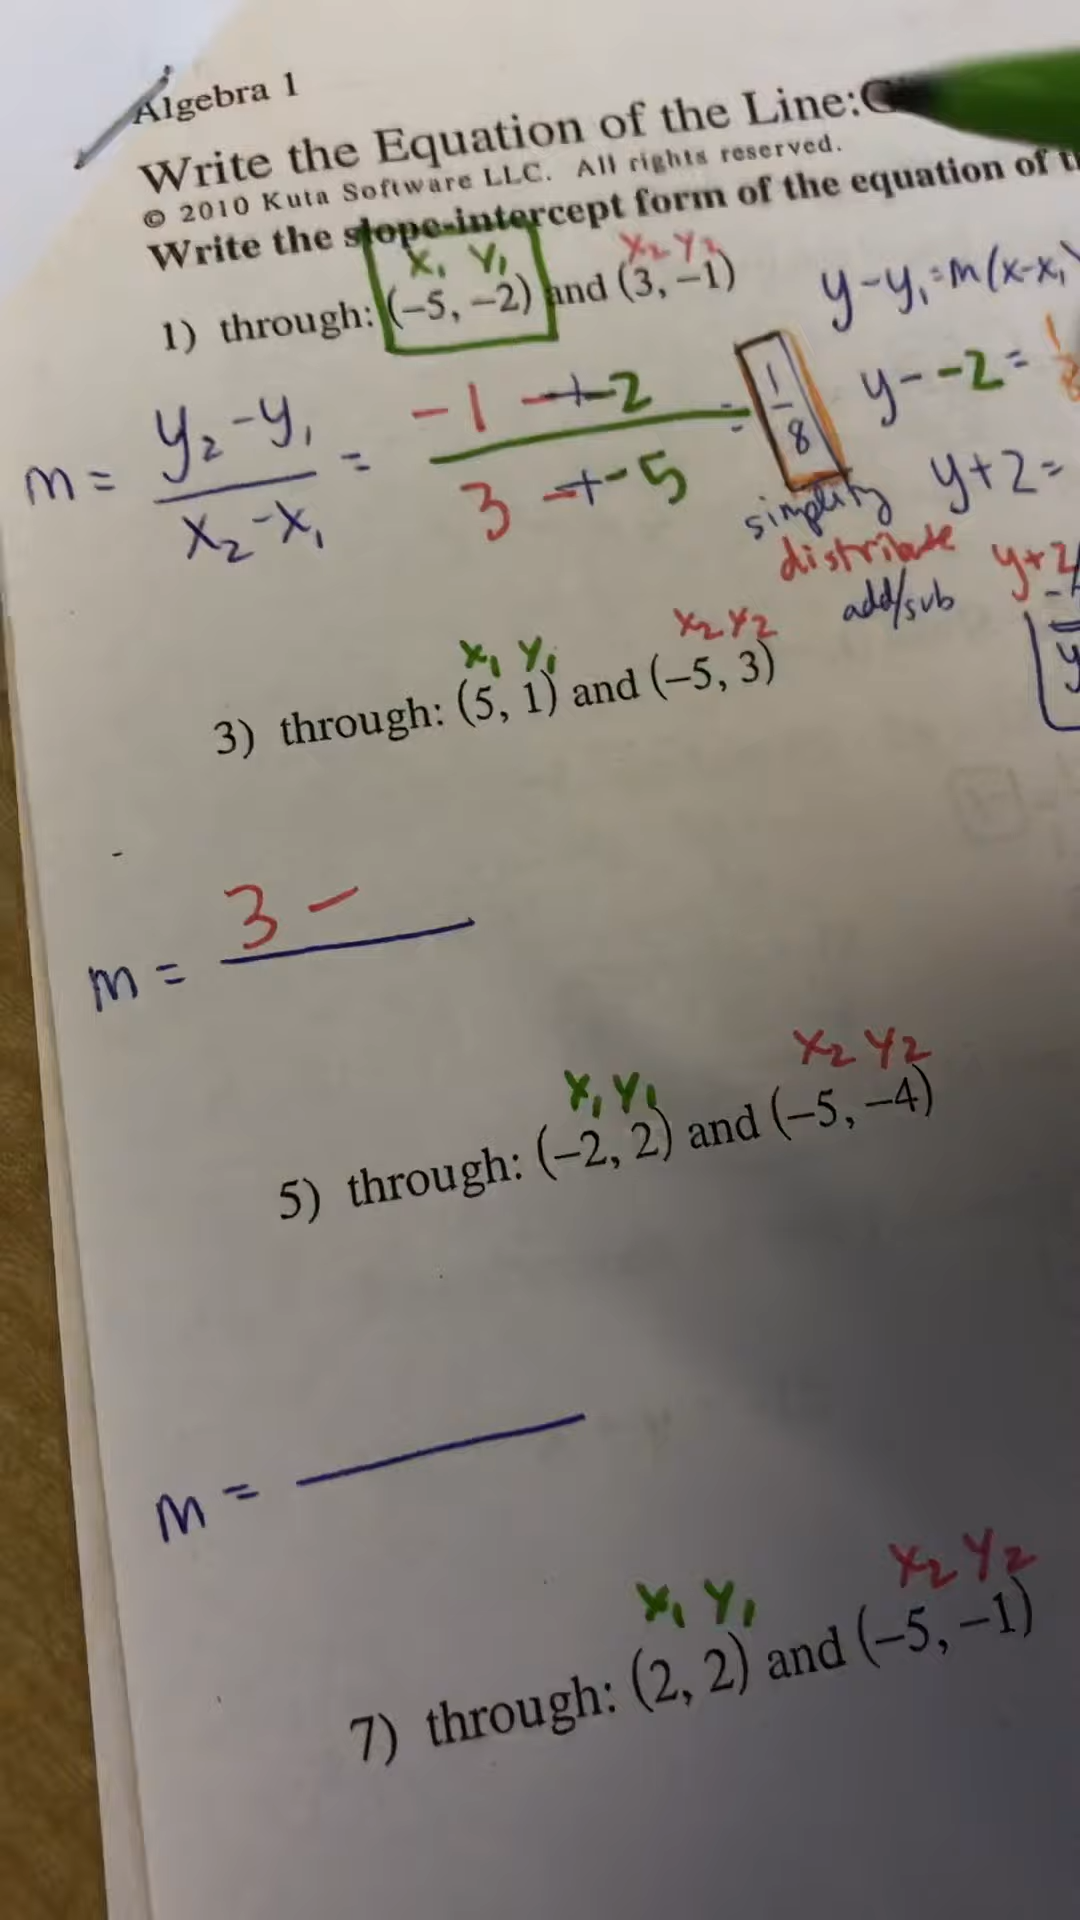 Algebra 1
Write the Equation of the Line:
© 2010 Kuta Software LLC. All rights reserved.
Write the slope-intercept form of the equation of
x₁ y₁ x₂ y₂
1) through: (−5, −2) and (3, −1)
y-y₁=m(x-x₁
m = y₂-y₁ / x₂-x₁ = -1 -+-2 / 3 -+-5 = 1/8
y--2= 1/8
simplify y+2=
distribute y+2
add/sub
y
x₁ y₁ x₂ y₂
3) through: (5, 1) and (−5, 3)
m = 3 -
x₁ y₁ x₂ y₂
5) through: (−2, 2) and (−5, −4)
m =
x₁ y₁ x₂ y₂
7) through: (2, 2) and (−5, −1)